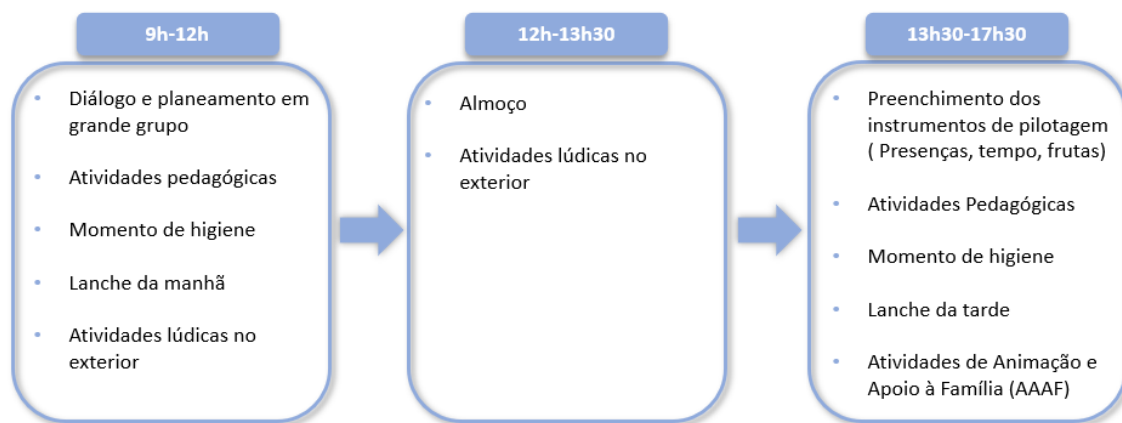 9h-12h
• Diálogo e planeamento em
grande grupo
• Atividades pedagógicas
• Momento de higiene
• Lanche da manhã
• Atividades lúdicas no
exterior
12h-13h30
• Almoço
• Atividades lúdicas no
exterior
13h30-17h30
• Preenchimento dos
instrumentos de pilotagem
( Presenças, tempo, frutas)
• Atividades Pedagógicas
• Momento de higiene
• Lanche da tarde
• Atividades de Animação e
Apoio à Família (AAAF)